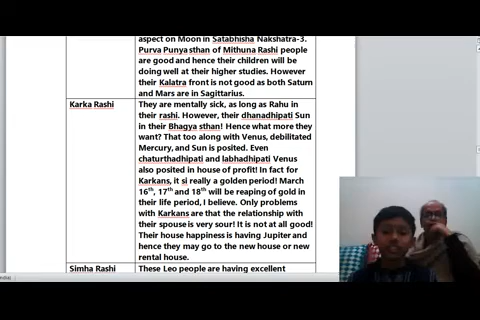 aspect on Moon in Satabhisha Nakshatra-3.
Purva Punyasthan of Mithuna Rashi people
are good and hence their children will be
doing well at their higher studies. However
their Kalatra front is not good as both Saturn
and Mars are in Sagittarius.
Karka Rashi
They are mentally sick, as long as Rahu in
their rashi. However, their dhanadhipati Sun
in their Bhagya sthan! Hence what more they
want? That too along with Venus, debilitated
Mercury, and Sun is posited. Even
chaturthadhipati and labhadhipati Venus
also posited in house of profit! In fact for
Karkans, it si really a golden period! March
16th, 17th and 18th will be reaping of gold in
their life period, I believe. Only problems
with Karkans are that the relationship with
their spouse is very sour! It is not at all good!
Their house happiness is having Jupiter and
hence they may go to the new house or new
rental house.
Simha Rashi
These Leo people are having excellent